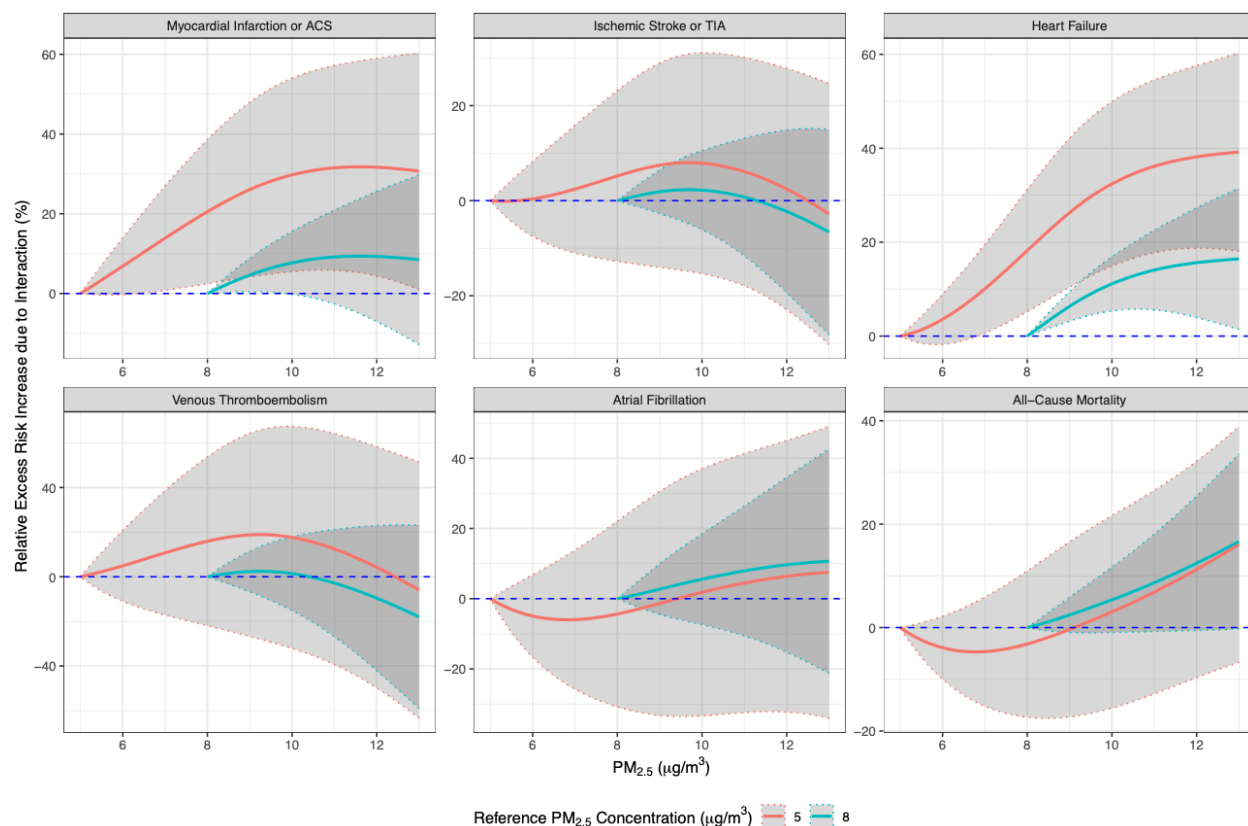 Relative Excess Risk Increase due to Interaction (%)
Myocardial Infarction or ACS
60
40
20
0
6 8 10 12
Ischemic Stroke or TIA
20
0
−20
6 8 10 12
Heart Failure
60
40
20
0
6 8 10 12
Venous Thromboembolism
40
0
−40
6 8 10 12
Atrial Fibrillation
40
20
0
−20
6 8 10 12
All−Cause Mortality
40
20
0
−20
6 8 10 12
PM2.5 (μg/m³)
Reference PM2.5 Concentration (μg/m³) 5 8